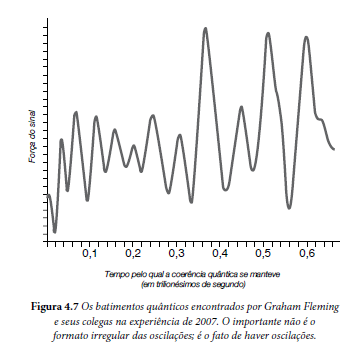 Força do sinal
0,1 0,2 0,3 0,4 0,5 0,6
Tempo pelo qual a coerência quântica se manteve
(em trilionésimos de segundo)
Figura 4.7 Os batimentos quânticos encontrados por Graham Fleming
e seus colegas na experiência de 2007. O importante não é o
formato irregular das oscilações; é o fato de haver oscilações.